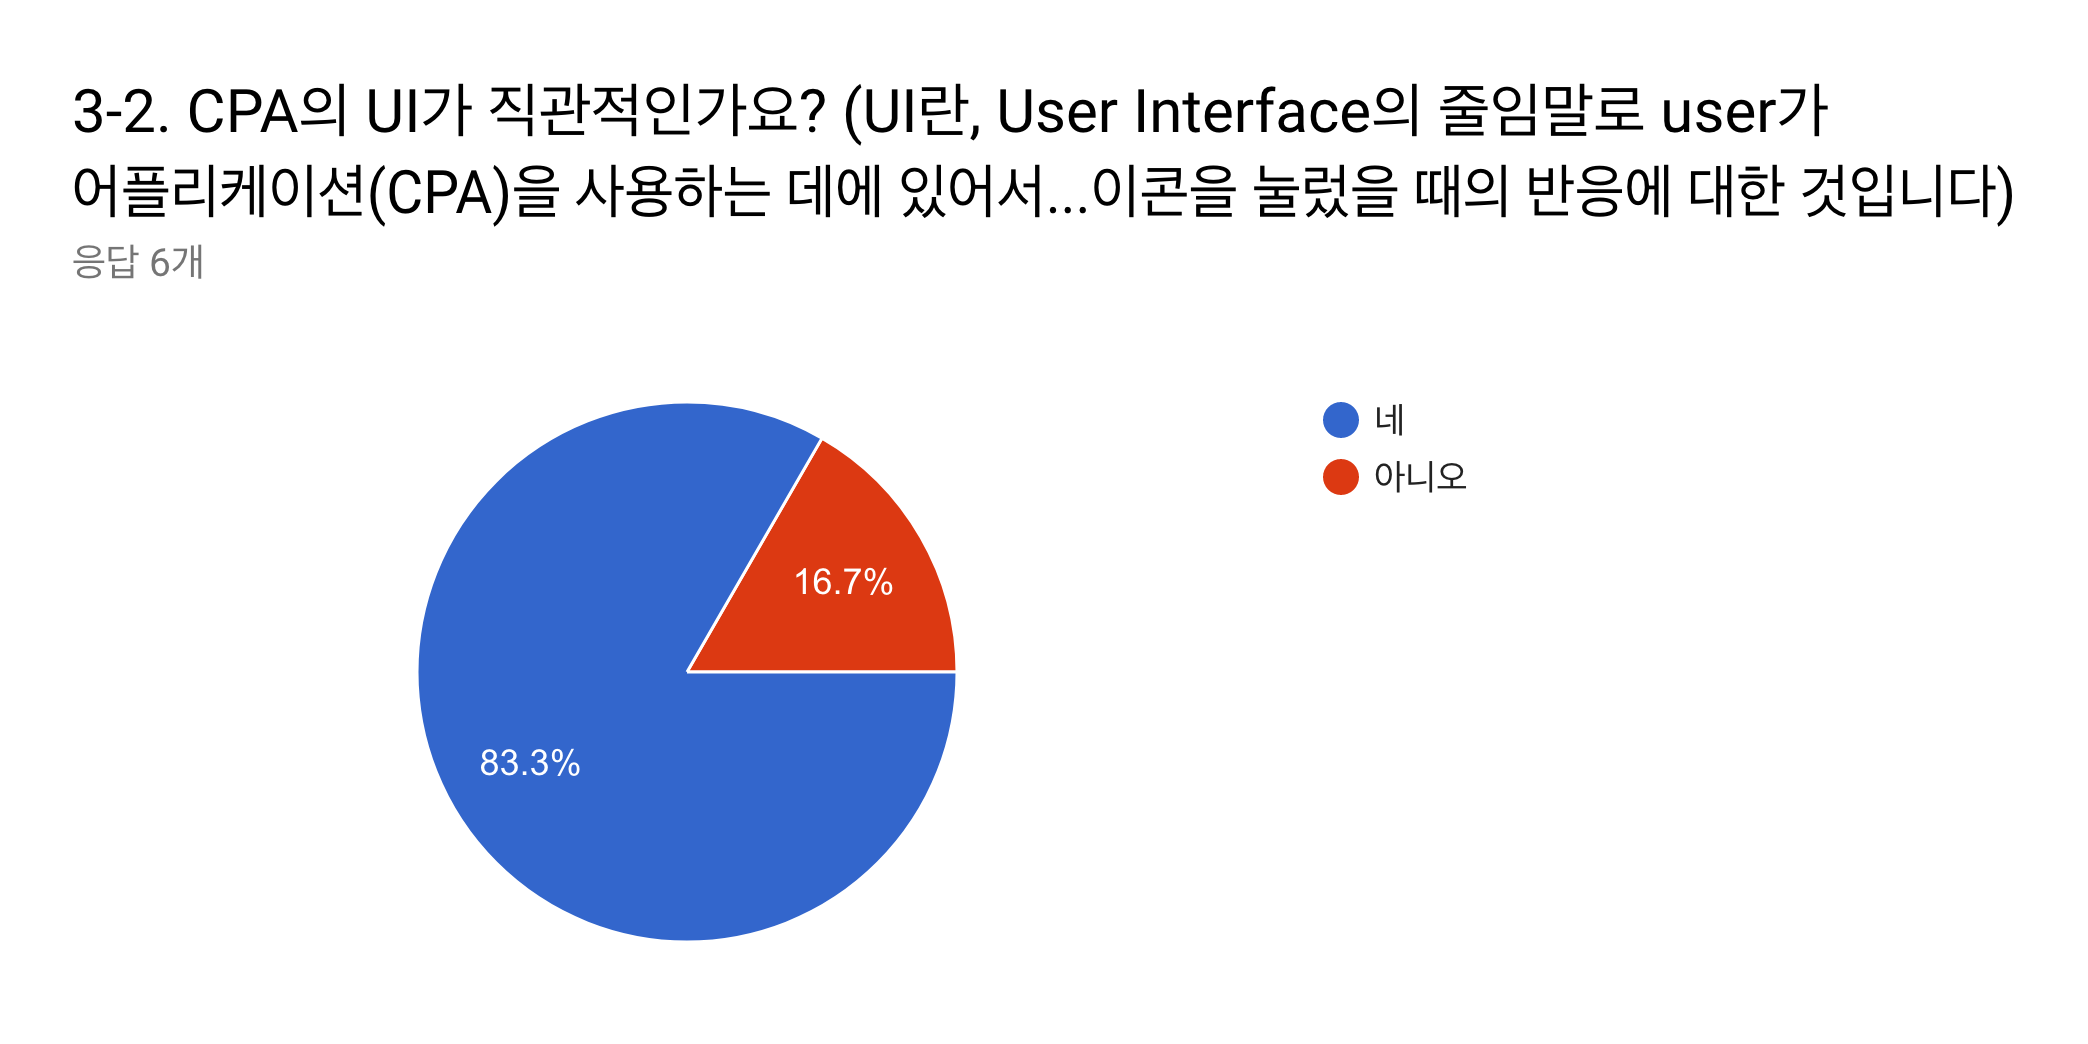 3-2. CPA의 UI가 직관적인가요? (UI란, User Interface의 줄임말로 user가
어플리케이션(CPA)을 사용하는 데에 있어서...이콘을 눌렀을 때의 반응에 대한 것입니다)
응답 6개
네
아니오
16.7%
83.3%